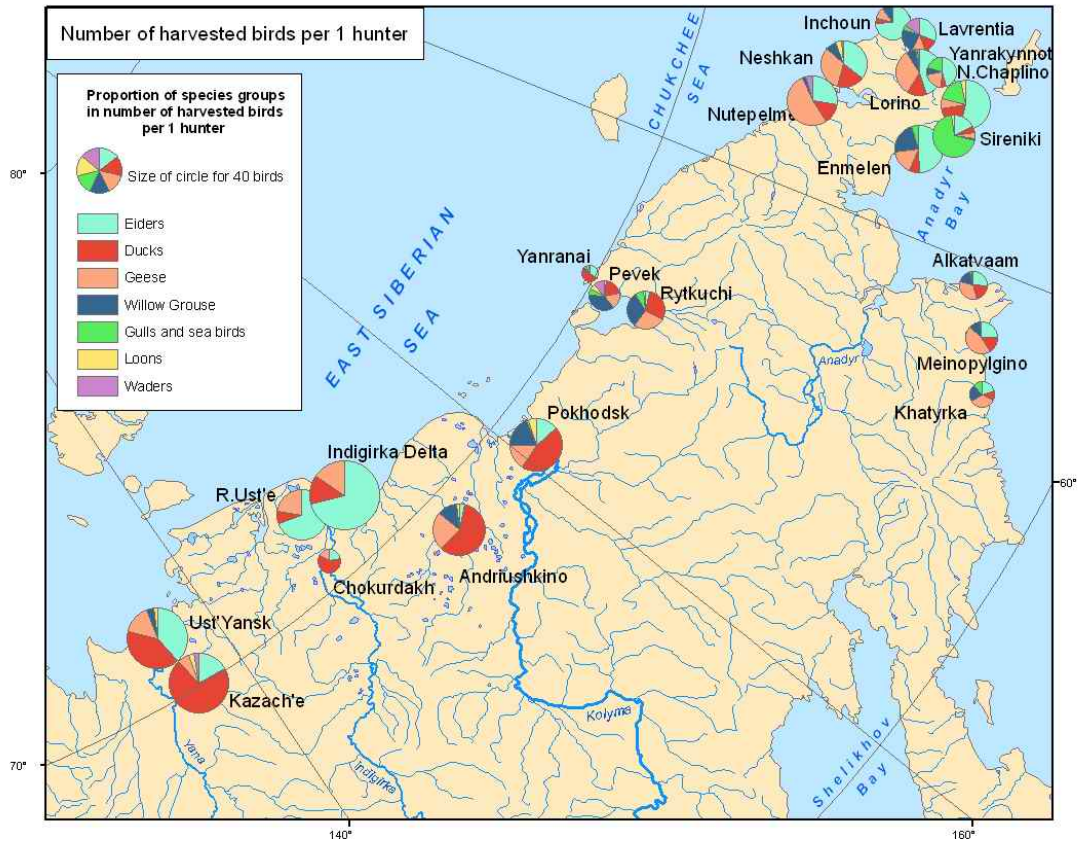 Number of harvested birds per 1 hunter
Proportion of species groups
in number of harvested birds
per 1 hunter
Size of circle for 40 birds
Eiders
Ducks
Geese
Willow Grouse
Gulls and sea birds
Loons
Waders
80°
70°
140°
160°
60°
EAST SIBERIAN
SEA
CHUKCHEE
SEA
Anadyr
Bay
Shelikhov
Bay
Inchoun
Lavrentia
Neshkan
Yanrakynnot
N.Chaplino
Lorino
Nutepelme
Sireniki
Enmelen
Alkatvaam
Yanranai
Pevek
Rytkuchi
Anadyr
Meinopylgino
Khatyrka
Pokhodsk
Indigirka Delta
R.Ust'e
Andriushkino
Chokurdakh
Ust'Yansk
Kazach'e
Kolyma
Yana
Indigirka